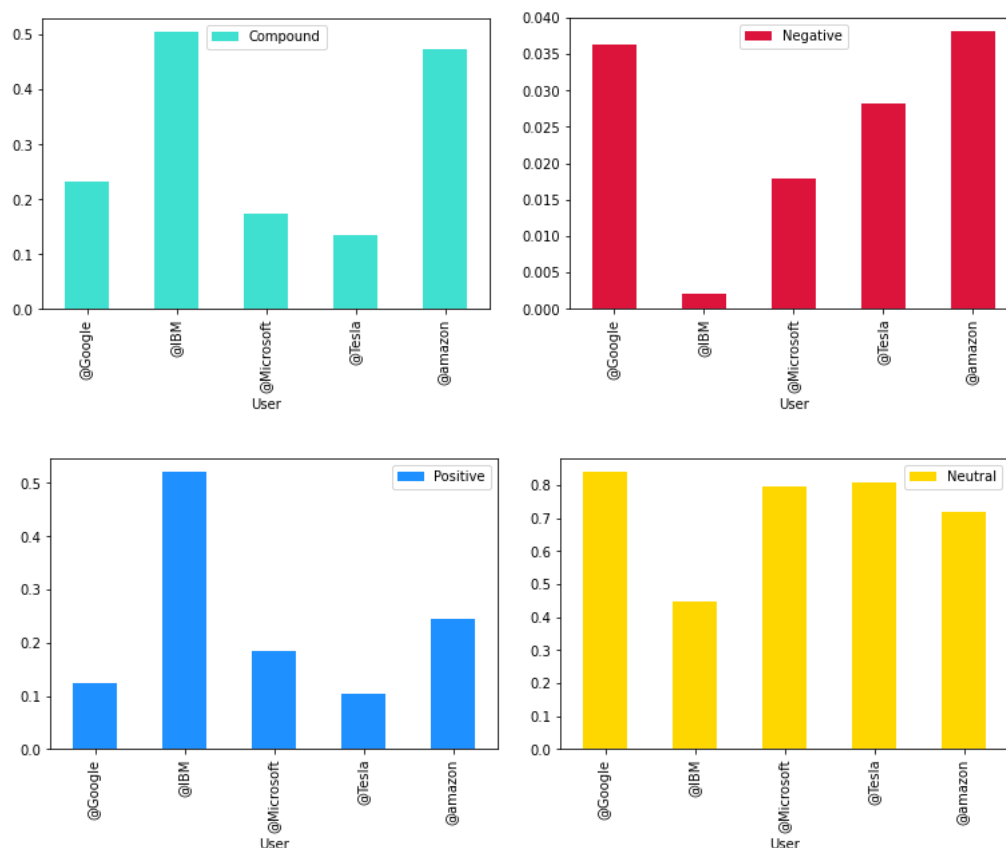 Compound
0.5
0.4
0.3
0.2
0.1
0.0
@Google
@IBM
@Microsoft
@Tesla
@amazon
User
Negative
0.040
0.035
0.030
0.025
0.020
0.015
0.010
0.005
0.000
@Google
@IBM
@Microsoft
@Tesla
@amazon
User
Positive
0.5
0.4
0.3
0.2
0.1
0.0
@Google
@IBM
@Microsoft
@Tesla
@amazon
User
Neutral
0.8
0.7
0.6
0.5
0.4
0.3
0.2
0.1
0.0
@Google
@IBM
@Microsoft
@Tesla
@amazon
User